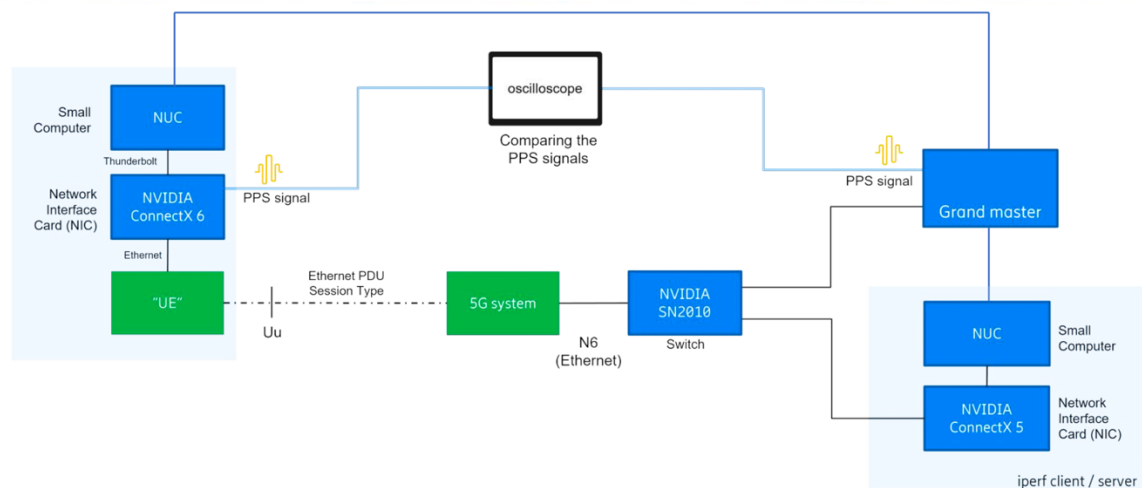 oscilloscope
Comparing the
PPS signals
Small
Computer
NUC
Thunderbolt
Network
Interface
Card (NIC)
NVIDIA
ConnectX 6
PPS signal
Ethernet
"UE"
Uu
Ethernet PDU
Session Type
5G system
N6
(Ethernet)
NVIDIA
SN2010
Switch
PPS signal
Grand master
NUC
Small
Computer
NVIDIA
ConnectX 5
Network
Interface
Card (NIC)
iperf client / server